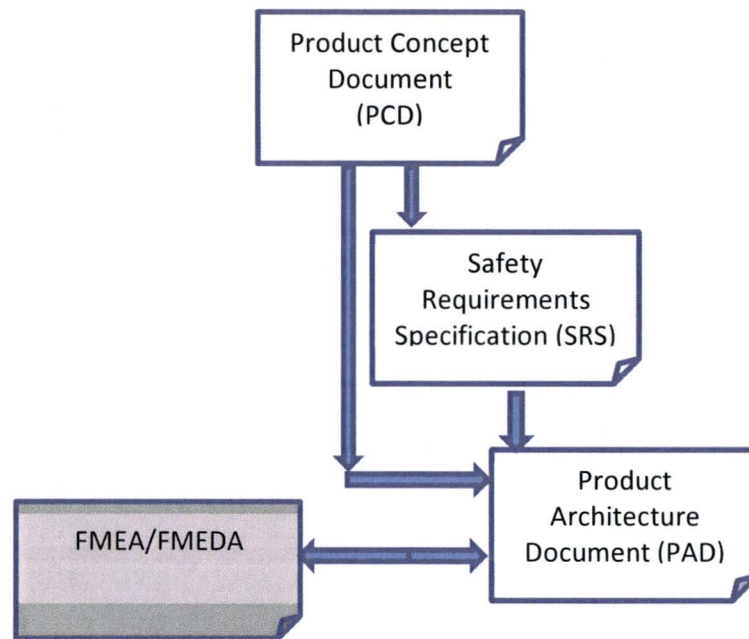 Product Concept
Document
(PCD)
Safety
Requirements
Specification (SRS)
Product
Architecture
Document (PAD)
FMEA/FMEDA